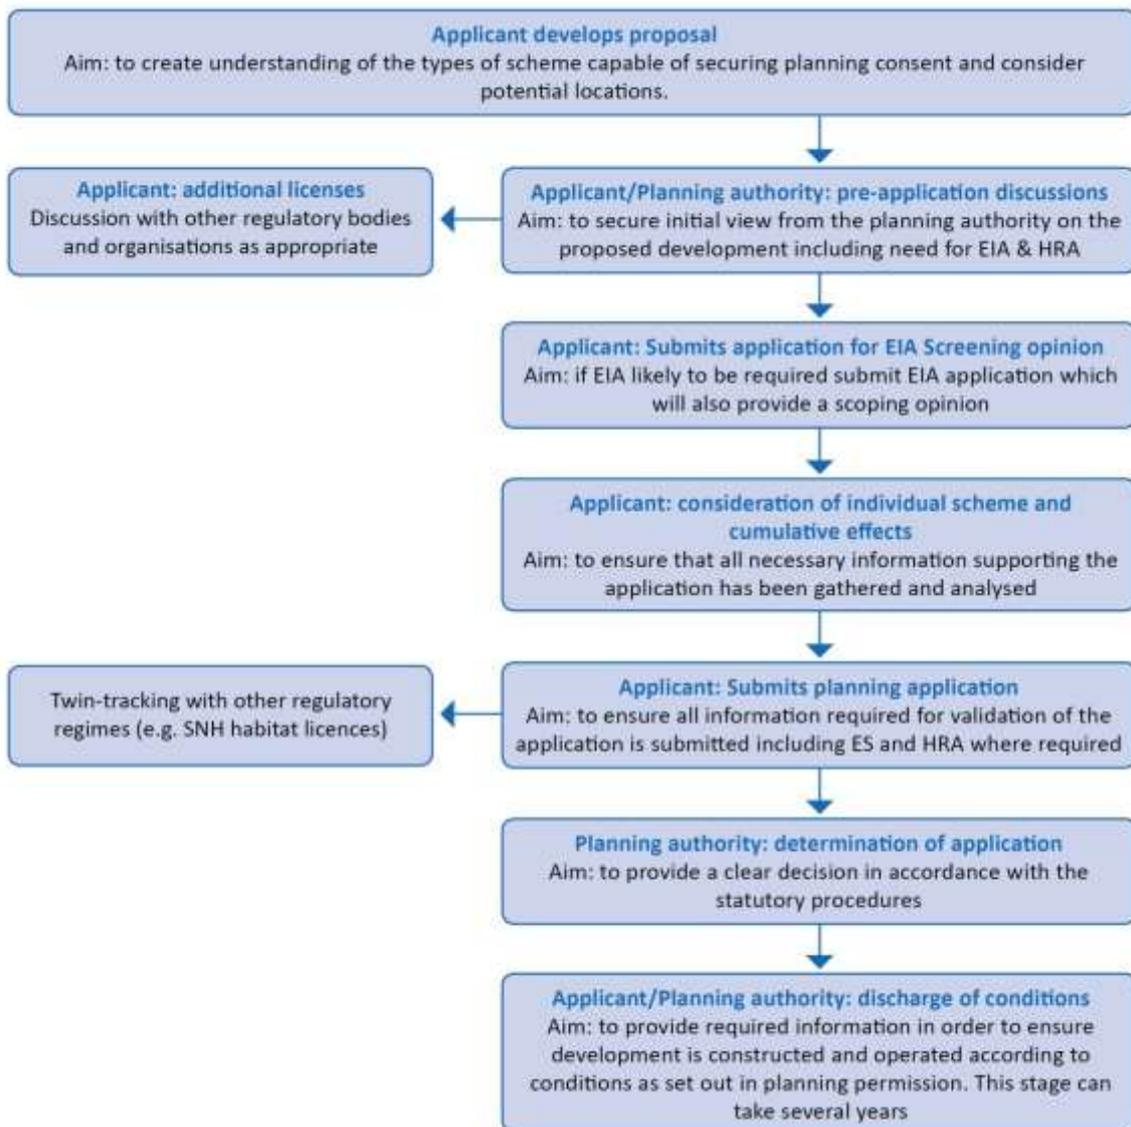 Applicant develops proposal
Aim: to create understanding of the types of scheme capable of securing planning consent and consider
potential locations.
Applicant: additional licenses
Discussion with other regulatory bodies
and organisations as appropriate
Applicant/Planning authority: pre-application discussions
Aim: to secure initial view from the planning authority on the
proposed development including need for EIA & HRA
Applicant: Submits application for EIA Screening opinion
Aim: if EIA likely to be required submit EIA application which
will also provide a scoping opinion
Applicant: consideration of individual scheme and
cumulative effects
Aim: to ensure that all necessary information supporting the
application has been gathered and analysed
Twin-tracking with other regulatory
regimes (e.g. SNH habitat licences)
Applicant: Submits planning application
Aim: to ensure all information required for validation of the
application is submitted including ES and HRA where required
Planning authority: determination of application
Aim: to provide a clear decision in accordance with the
statutory procedures
Applicant/Planning authority: discharge of conditions
Aim: to provide required information in order to ensure
development is constructed and operated according to
conditions as set out in planning permission. This stage can
take several years